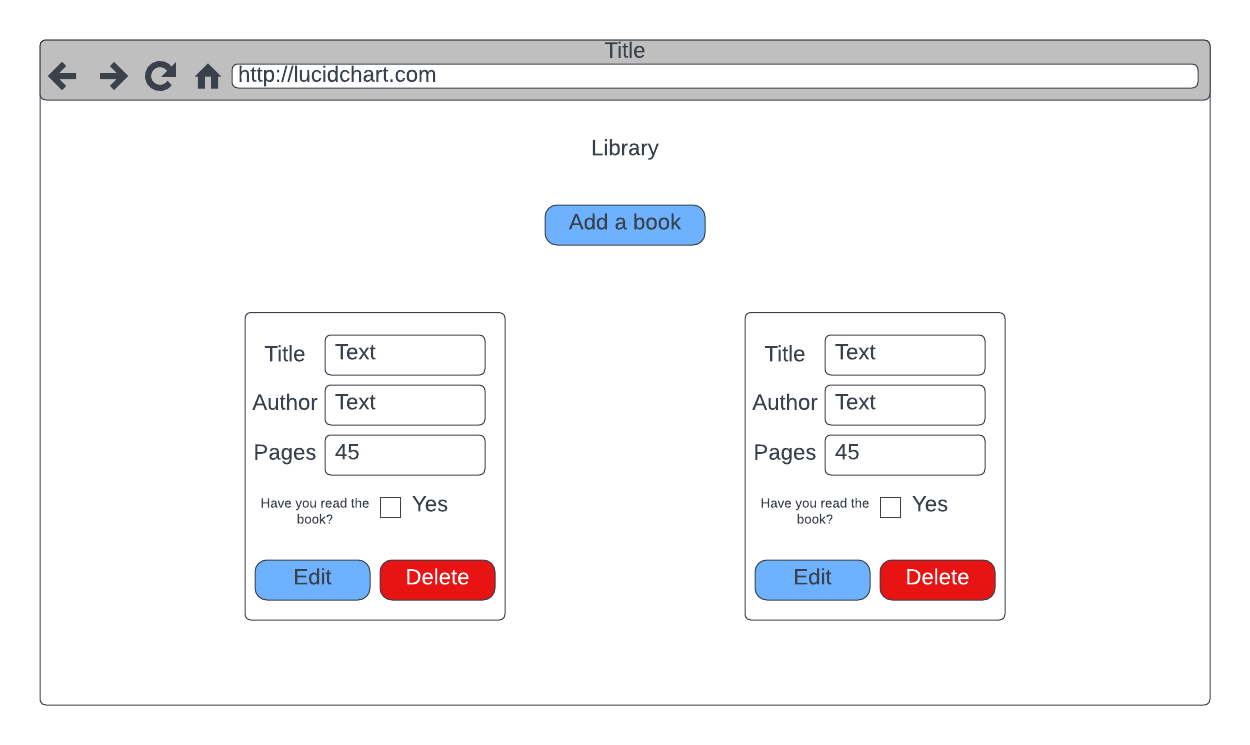 Title
http://lucidchart.com
Library
Add a book
Title Text
Author Text
Pages 45
Have you read the
book?
Yes
Edit Delete
Title Text
Author Text
Pages 45
Have you read the
book?
Yes
Edit Delete